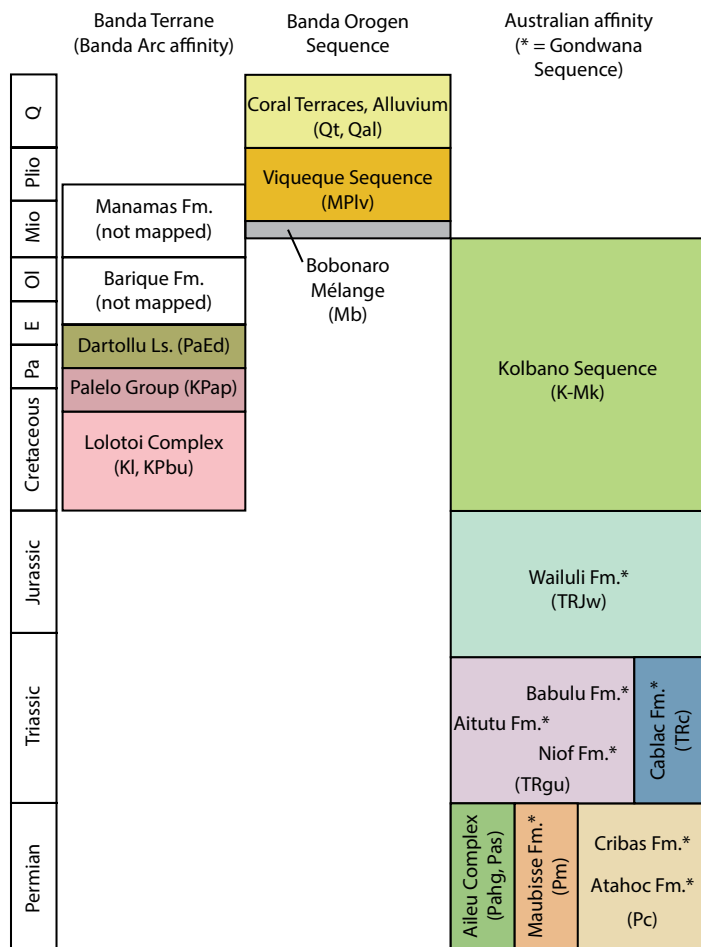 Banda Terrane
(Banda Arc affinity)
Banda Orogen
Sequence
Australian affinity
(* = Gondwana
Sequence)
Q
Plio
Mio
Ol
E
Pa
Cretaceous
Jurassic
Triassic
Permian
Manamas Fm.
(not mapped)
Barique Fm.
(not mapped)
Dartollu Ls. (PaEd)
Palelo Group (KPap)
Lolotoi Complex
(Kl, KPbu)
Coral Terraces, Alluvium
(Qt, Qal)
Viqueque Sequence
(MPlv)
Bobonaro
Mélange
(Mb)
Kolbano Sequence
(K-Mk)
Wailuli Fm.*
(TRJw)
Babulu Fm.*
Aitutu Fm.*
Niof Fm.*
(TRgu)
Cablac Fm.*
(TRc)
Aileu Complex
(Pahg, Pas)
Maubisse Fm.*
(Pm)
Cribas Fm.*
Atahoc Fm.*
(Pc)